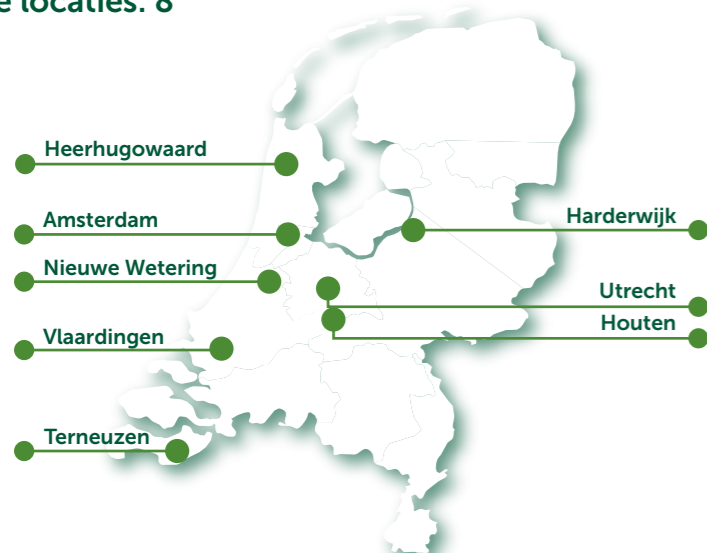 e locaties: 8
Heerhugowaard
Amsterdam
Nieuwe Wetering
Vlaardingen
Terneuzen
Harderwijk
Utrecht
Houten